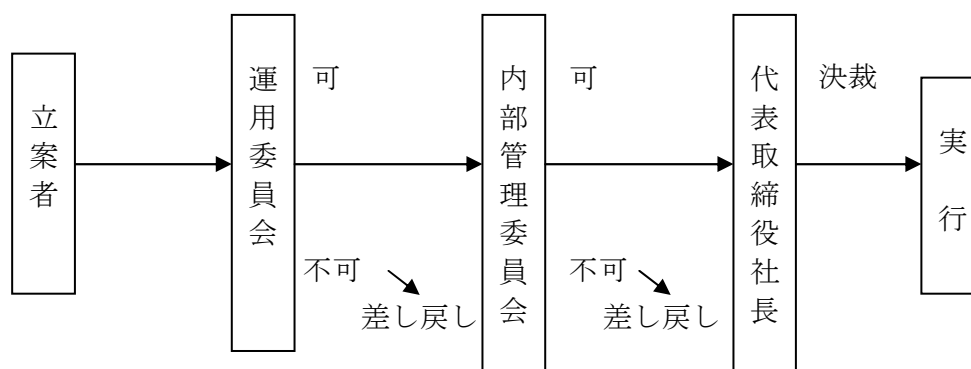 立案者
運用委員会
可
不可
差し戻し
内部管理委員会
可
不可
差し戻し
代表取締役社長
決裁
実行